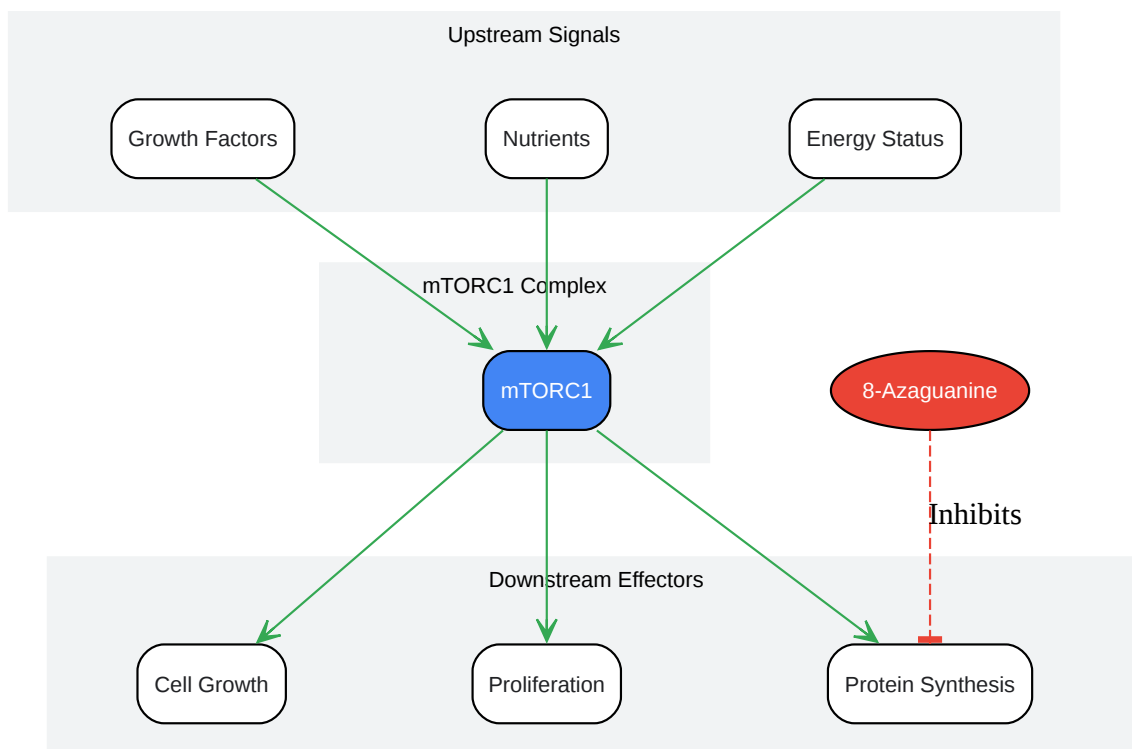 Upstream Signals
Growth Factors
Nutrients
Energy Status
mTORC1 Complex
mTORC1
8-Azaguanine
Inhibits
Downstream Effectors
Cell Growth
Proliferation
Protein Synthesis